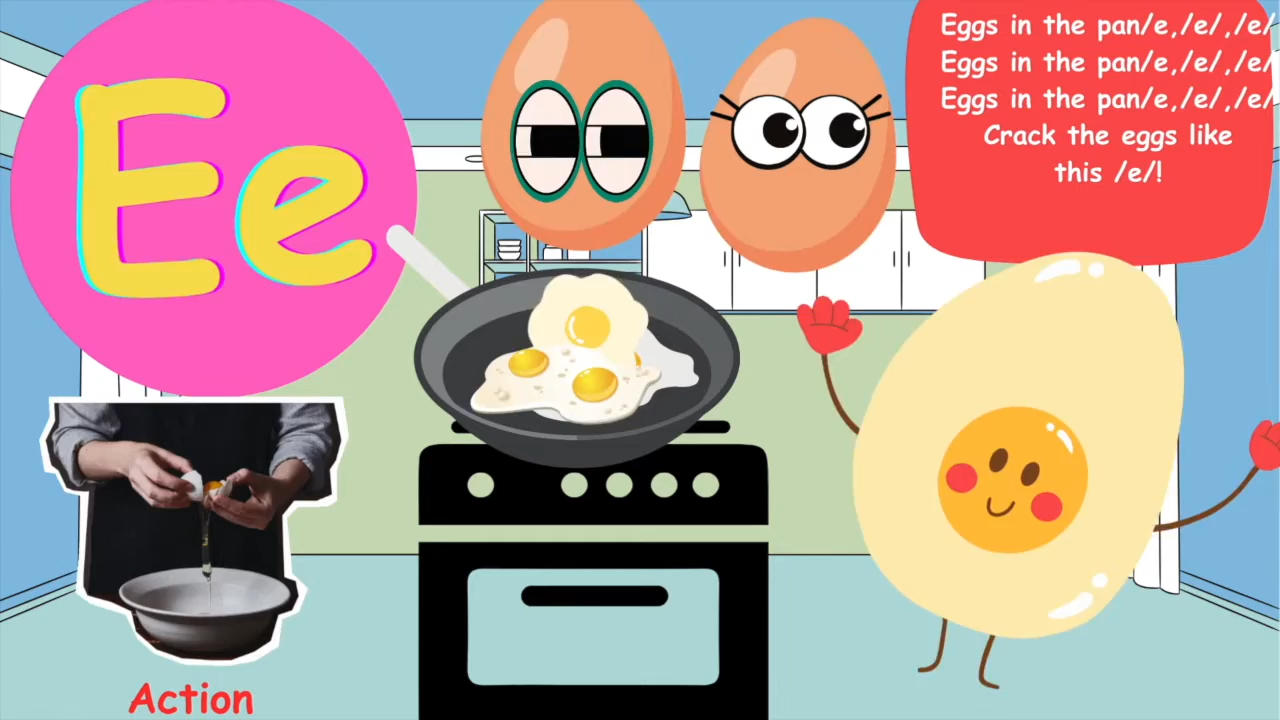 Ee
Eggs in the pan/e,/e/,/e/
Eggs in the pan/e,/e/,/e/
Eggs in the pan/e,/e/,/e/
Crack the eggs like
this /e/!
Action